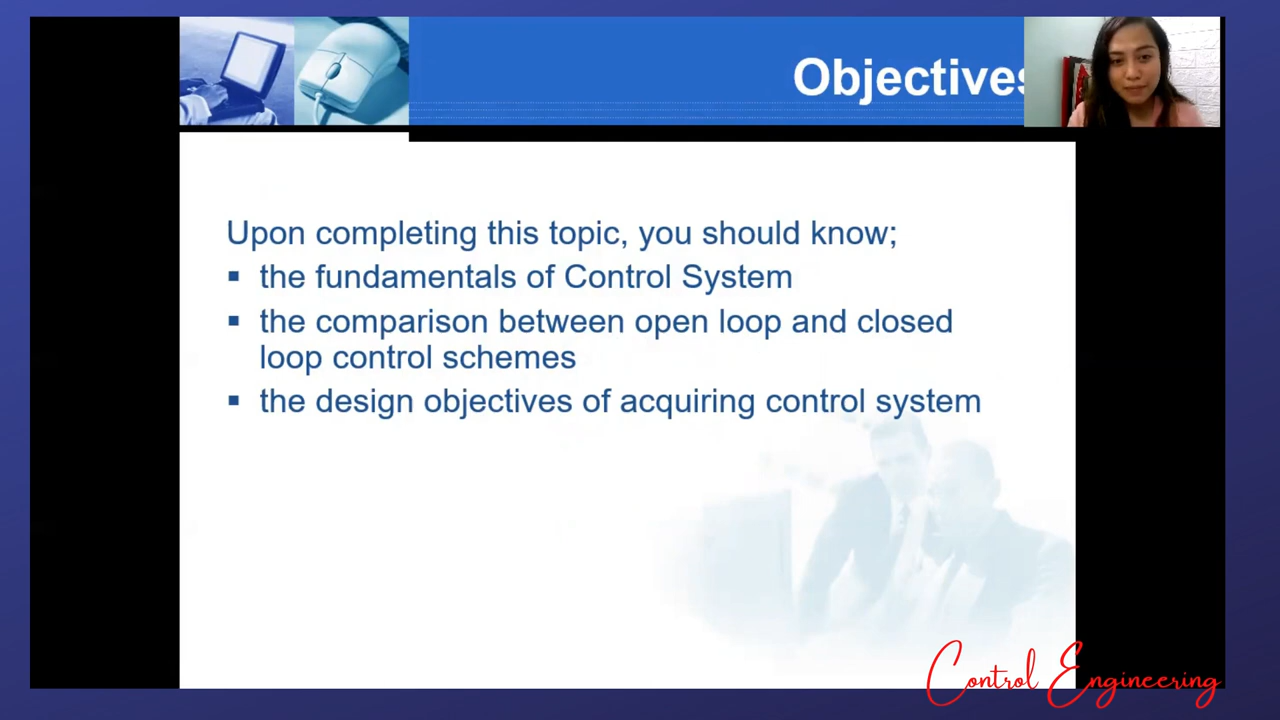 Objectives
Upon completing this topic, you should know;
▪ the fundamentals of Control System
▪ the comparison between open loop and closed
loop control schemes
▪ the design objectives of acquiring control system
Control Engineering